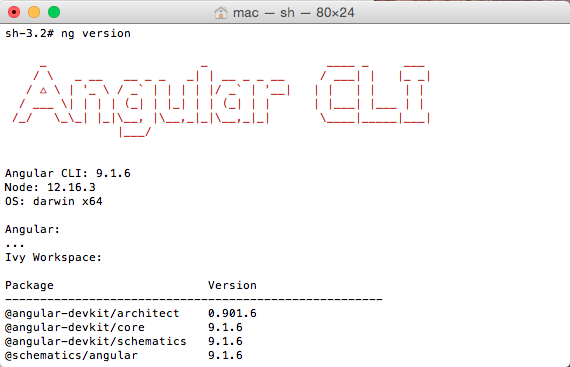 mac — sh — 80×24
sh-3.2# ng version
Angular CLI
Angular CLI: 9.1.6
Node: 12.16.3
OS: darwin x64
Angular:
...
Ivy Workspace:
Package Version
------------------------------------------------------
@angular-devkit/architect 0.901.6
@angular-devkit/core 9.1.6
@angular-devkit/schematics 9.1.6
@schematics/angular 9.1.6